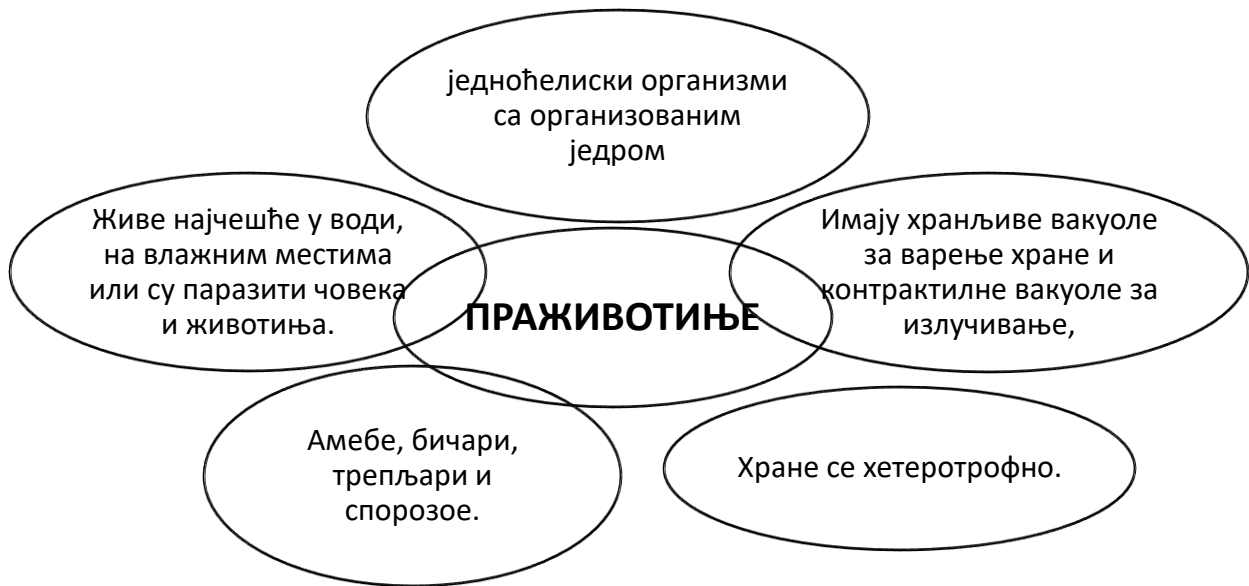 једноћелиски организми
са организованим
једром
Живе најчешће у води,
на влажним местима
или су паразити човека
и животиња.
Имају хранљиве вакуоле
за варење хране и
контрактилне вакуоле за
излучивање,
ПРАЖИВОТИЊЕ
Амебе, бичари,
трепљари и
спорозое.
Хране се хетеротрофно.